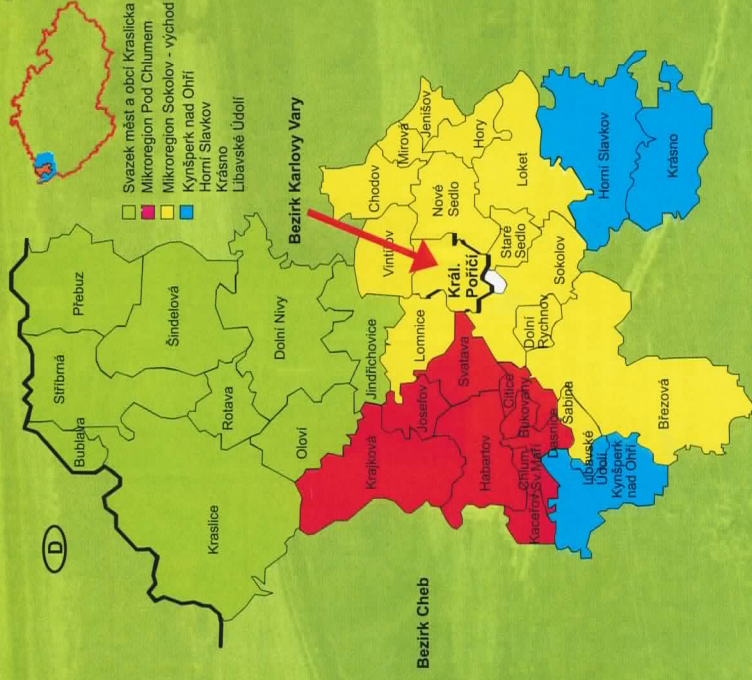 Svazek měst a obcí Kraslicka
Mikroregion Pod Chlumem
Mikroregion Sokolov - východ
Kynšperk nad Ohří
Horní Slavkov
Krásno
Libavské Údolí
D
Bezirk Karlovy Vary
Bezirk Cheb
Přebuz
Stříbrná
Bublava
Šindelová
Rotava
Kraslice
Dolní Nivy
Oloví
Jindřichovice
Krajková
Josefov
Svatava
Habartov
Citice
Bukovany
Dasnice
Chlum
Sv.Maří
Kaceřov
Lomnice
Vintířov
Chodov
Mírová
Jenišov
Nové
Sedlo
Hory
Král.
Poříčí
Loket
Staré
Sedlo
Sokolov
Dolní
Rychnov
Šabina
Březová
Libavské
Údolí
Kynšperk
nad Ohří
Horní Slavkov
Krásno